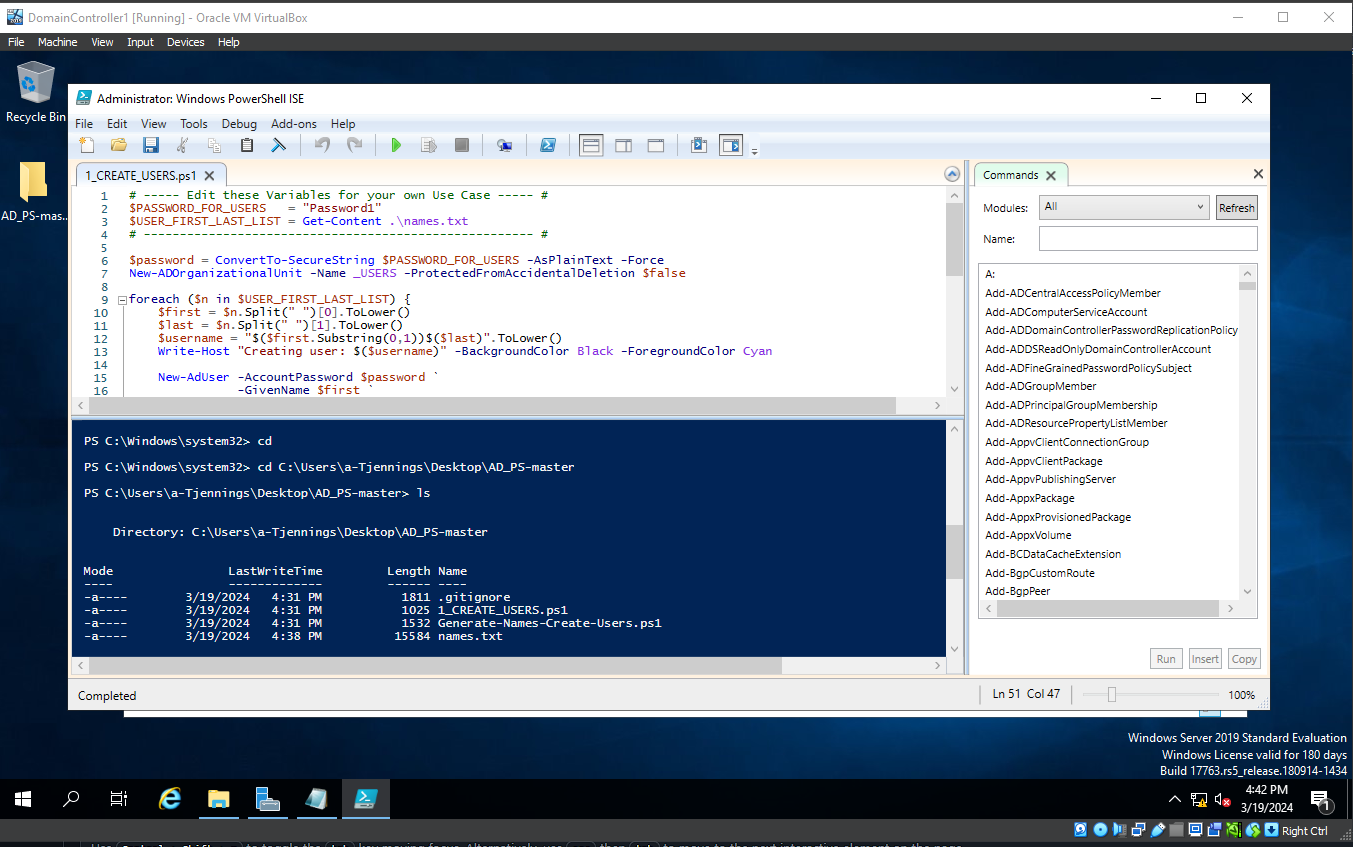 DomainController1 [Running] - Oracle VM VirtualBox
File Machine View Input Devices Help
Recycle Bin
AD_PS-mas...
Administrator: Windows PowerShell ISE
File Edit View Tools Debug Add-ons Help
1_CREATE_USERS.ps1
1 # ----- Edit these Variables for your own Use Case ----- #
2 $PASSWORD_FOR_USERS = "Password1"
3 $USER_FIRST_LAST_LIST = Get-Content .\names.txt
4 # ------------------------------------------------------ #
5
6 $password = ConvertTo-SecureString $PASSWORD_FOR_USERS -AsPlainText -Force
7 New-ADOrganizationalUnit -Name _USERS -ProtectedFromAccidentalDeletion $false
8
9 foreach ($n in $USER_FIRST_LAST_LIST) {
10 $first = $n.Split(" ")[0].ToLower()
11 $last = $n.Split(" ")[1].ToLower()
12 $username = "$($first.Substring(0,1))$($last)".ToLower()
13 Write-Host "Creating user: $($username)" -BackgroundColor Black -ForegroundColor Cyan
14
15 New-AdUser -AccountPassword $password `
16 -GivenName $first `
PS C:\Windows\system32> cd
PS C:\Windows\system32> cd C:\Users\a-Tjennings\Desktop\AD_PS-master
PS C:\Users\a-Tjennings\Desktop\AD_PS-master> ls
Directory: C:\Users\a-Tjennings\Desktop\AD_PS-master
Mode LastWriteTime Length Name
---- ------------- ------ ----
-a---- 3/19/2024 4:31 PM 1811 .gitignore
-a---- 3/19/2024 4:31 PM 1025 1_CREATE_USERS.ps1
-a---- 3/19/2024 4:31 PM 1532 Generate-Names-Create-Users.ps1
-a---- 3/19/2024 4:38 PM 15584 names.txt
Commands
Modules: All Refresh
Name:
A:
Add-ADCentralAccessPolicyMember
Add-ADComputerServiceAccount
Add-ADDomainControllerPasswordReplicationPolicy
Add-ADDSReadOnlyDomainControllerAccount
Add-ADFineGrainedPasswordPolicySubject
Add-ADGroupMember
Add-ADPrincipalGroupMembership
Add-ADResourcePropertyListMember
Add-AppvClientConnectionGroup
Add-AppvClientPackage
Add-AppvPublishingServer
Add-AppxPackage
Add-AppxProvisionedPackage
Add-AppxVolume
Add-BCDataCacheExtension
Add-BgpCustomRoute
Add-BgpPeer
Run Insert Copy
Completed
Ln 51 Col 47
100%
Windows Server 2019 Standard Evaluation
Windows License valid for 180 days
Build 17763.rs5_release.180914-1434
4:42 PM
3/19/2024
1
Right Ctrl